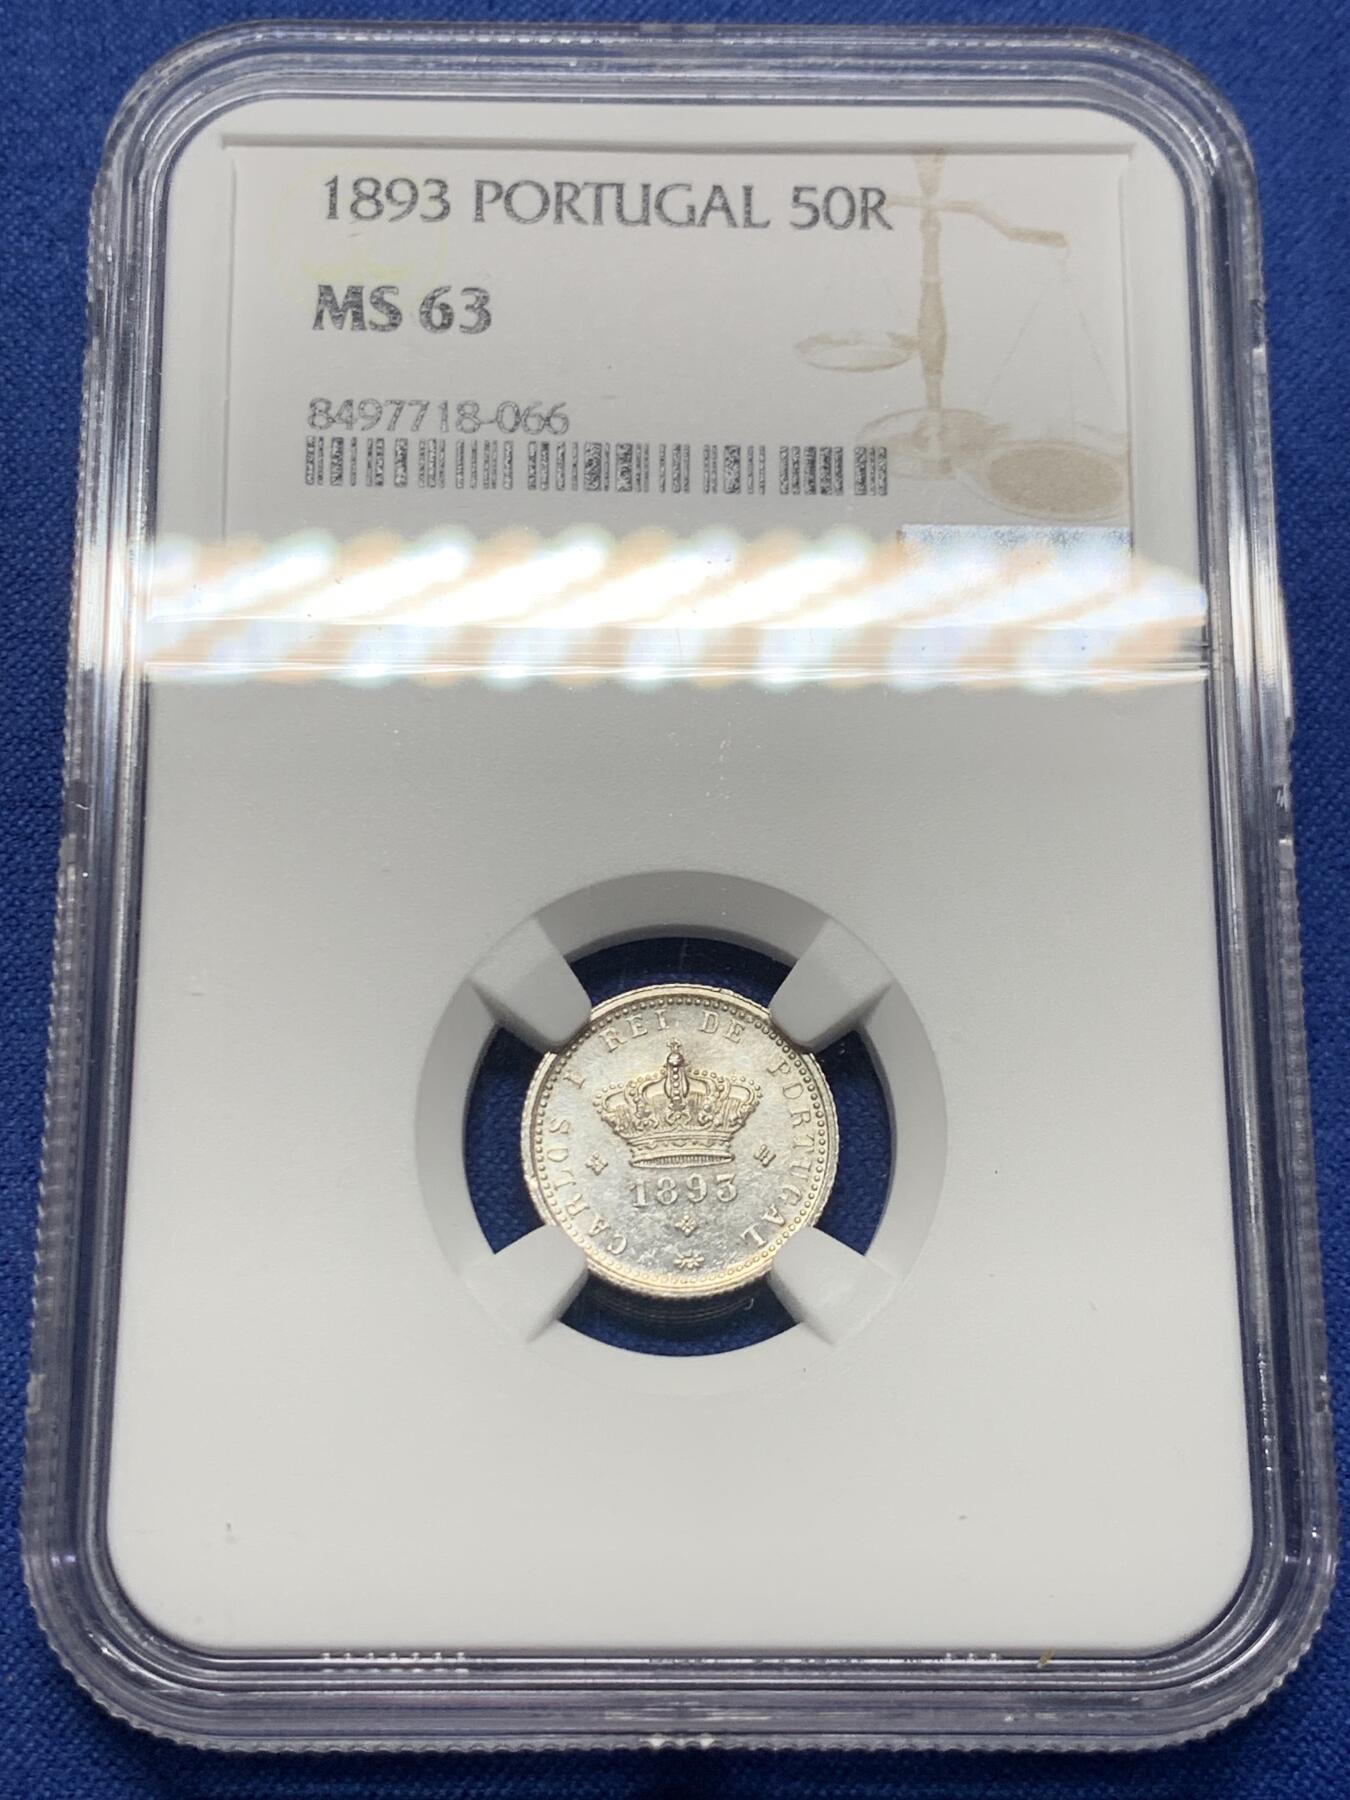 1893 PORTUGAL 50R
MS 63
8497718-066
CARLOS I REI DE PORTUGAL
1893